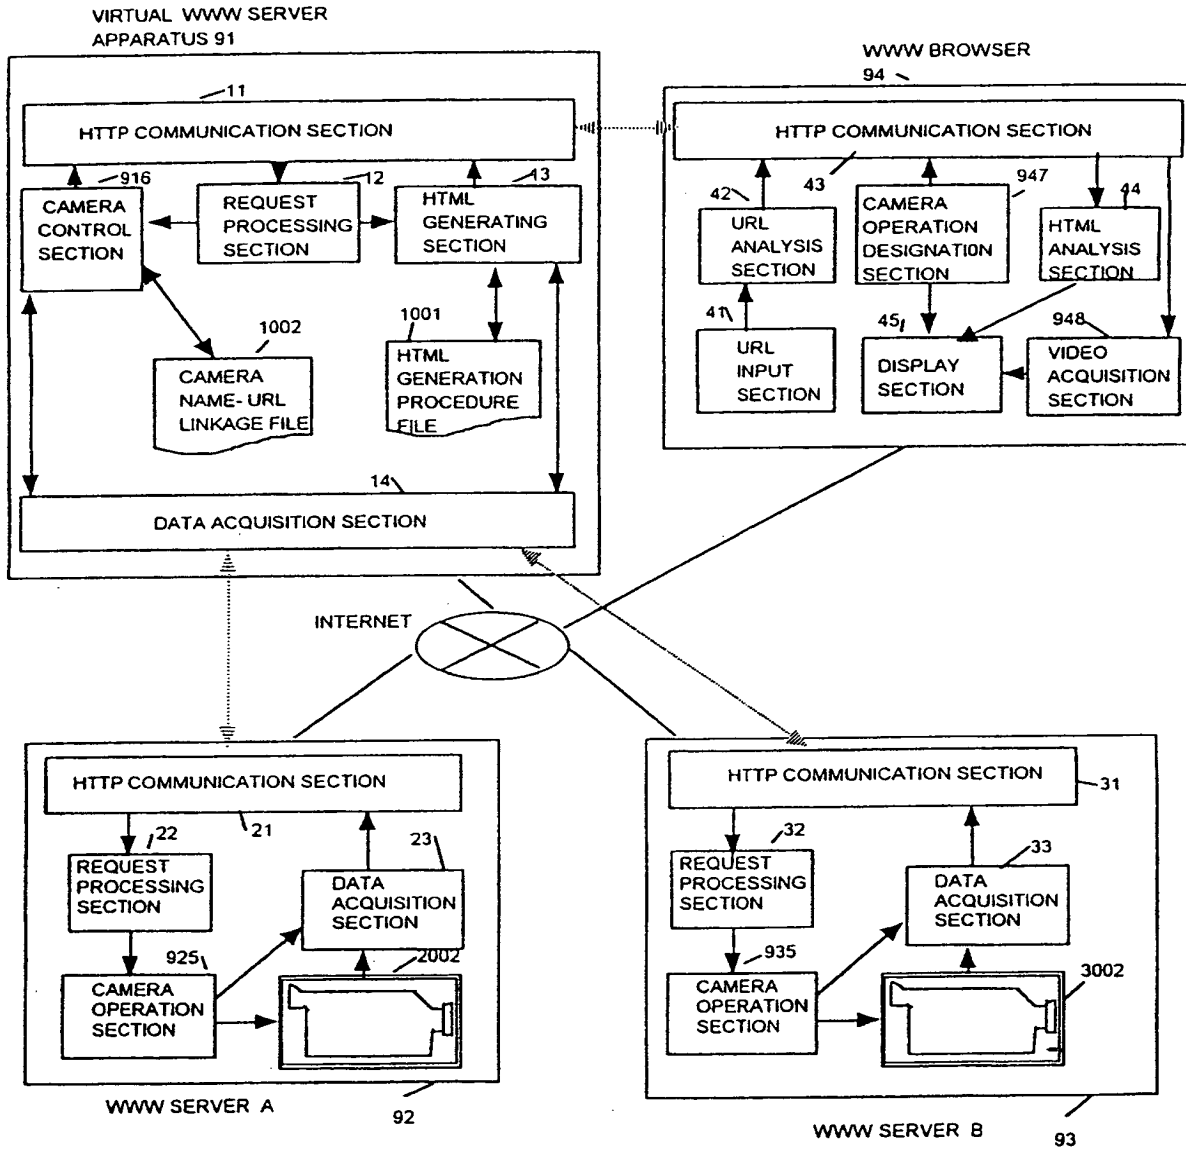 VIRTUAL WWW SERVER
APPARATUS 91
11
HTTP COMMUNICATION SECTION
916
CAMERA
CONTROL
SECTION
12
REQUEST
PROCESSING
SECTION
13
HTML
GENERATING
SECTION
1002
CAMERA
NAME-URL
LINKAGE FILE
1001
HTML
GENERATION
PROCEDURE
FILE
14
DATA ACQUISITION SECTION
WWW BROWSER
94
HTTP COMMUNICATION SECTION
43
42
URL
ANALYSIS
SECTION
947
CAMERA
OPERATION
DESIGNATION
SECTION
44
HTML
ANALYSIS
SECTION
41
URL
INPUT
SECTION
45
DISPLAY
SECTION
948
VIDEO
ACQUISITION
SECTION
INTERNET
HTTP COMMUNICATION SECTION
21
22
REQUEST
PROCESSING
SECTION
23
DATA
ACQUISITION
SECTION
925
CAMERA
OPERATION
SECTION
2002
WWW SERVER A
92
HTTP COMMUNICATION SECTION
31
32
REQUEST
PROCESSING
SECTION
33
DATA
ACQUISITION
SECTION
935
CAMERA
OPERATION
SECTION
3002
WWW SERVER B
93